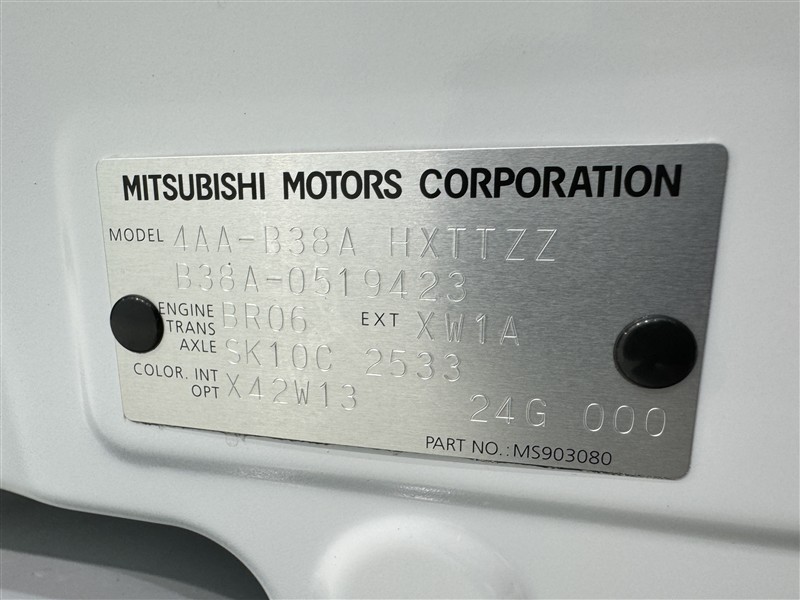 MITSUBISHI MOTORS CORPORATION
MODEL 4AA-B38A HXTTZZ
B38A-0519423
ENGINE BR06 EXT XW1A
TRANS
AXLE SK10C 2533
COLOR. INT X42W13
OPT 24G 000
PART NO.:MS903080